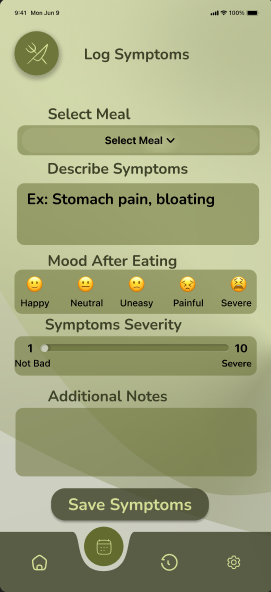 9:41 Mon Jun 9 100%
Log Symptoms
Select Meal
Select Meal
Describe Symptoms
Ex: Stomach pain, bloating
Mood After Eating
Happy Neutral Uneasy Painful Severe
Symptoms Severity
1 10
Not Bad Severe
Additional Notes
Save Symptoms